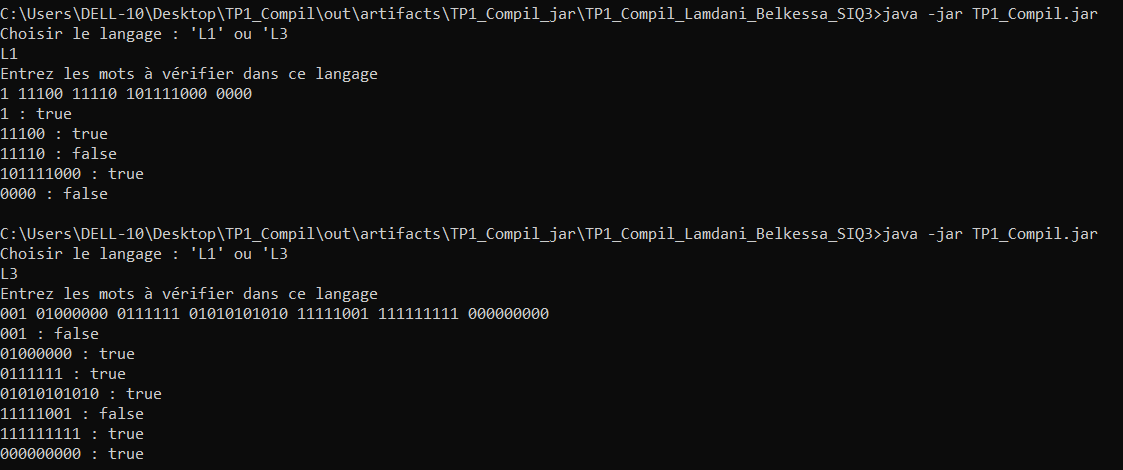 C:\Users\DELL-10\Desktop\TP1_Compil\out\artifacts\TP1_Compil_jar\TP1_Compil_Lamdani_Belkessa_SIQ3>java -jar TP1_Compil.jar
Choisir le langage : 'L1' ou 'L3
L1
Entrez les mots à vérifier dans ce langage
1 11100 11110 101111000 0000
1 : true
11100 : true
11110 : false
101111000 : true
0000 : false
C:\Users\DELL-10\Desktop\TP1_Compil\out\artifacts\TP1_Compil_jar\TP1_Compil_Lamdani_Belkessa_SIQ3>java -jar TP1_Compil.jar
Choisir le langage : 'L1' ou 'L3
L3
Entrez les mots à vérifier dans ce langage
001 01000000 0111111 01010101010 11111001 111111111 000000000
001 : false
01000000 : true
0111111 : true
01010101010 : true
11111001 : false
111111111 : true
000000000 : true